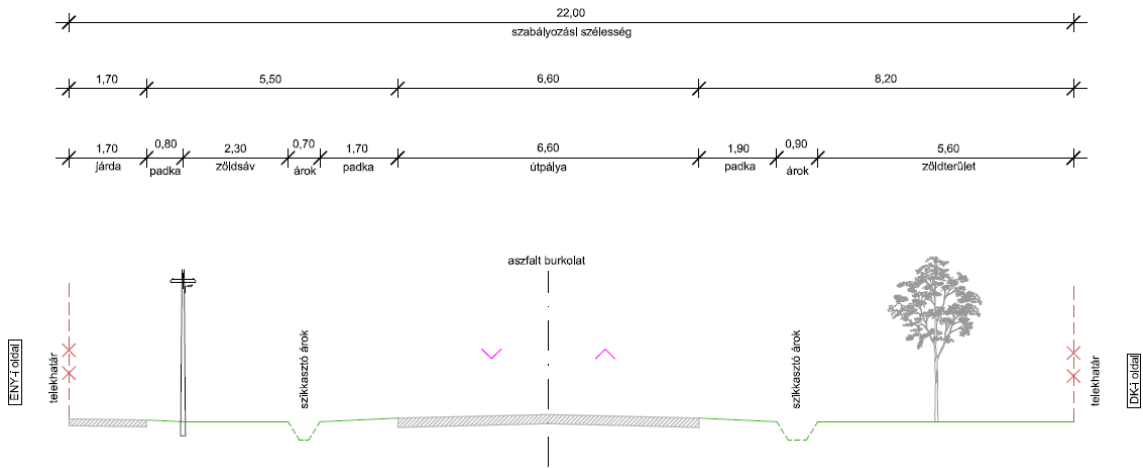 22,00
szabályozási szélesség
1,70 5,50 6,60 8,20
1,70 0,80 2,30 0,70 1,70 6,60 1,90 0,90 5,60
járda padka zöldsáv árok padka útpálya padka árok zöldterület
aszfalt burkolat
ÉNY-i oldal
telekhatár
szikkasztó árok
szikkasztó árok
telekhatár
DK-i oldal